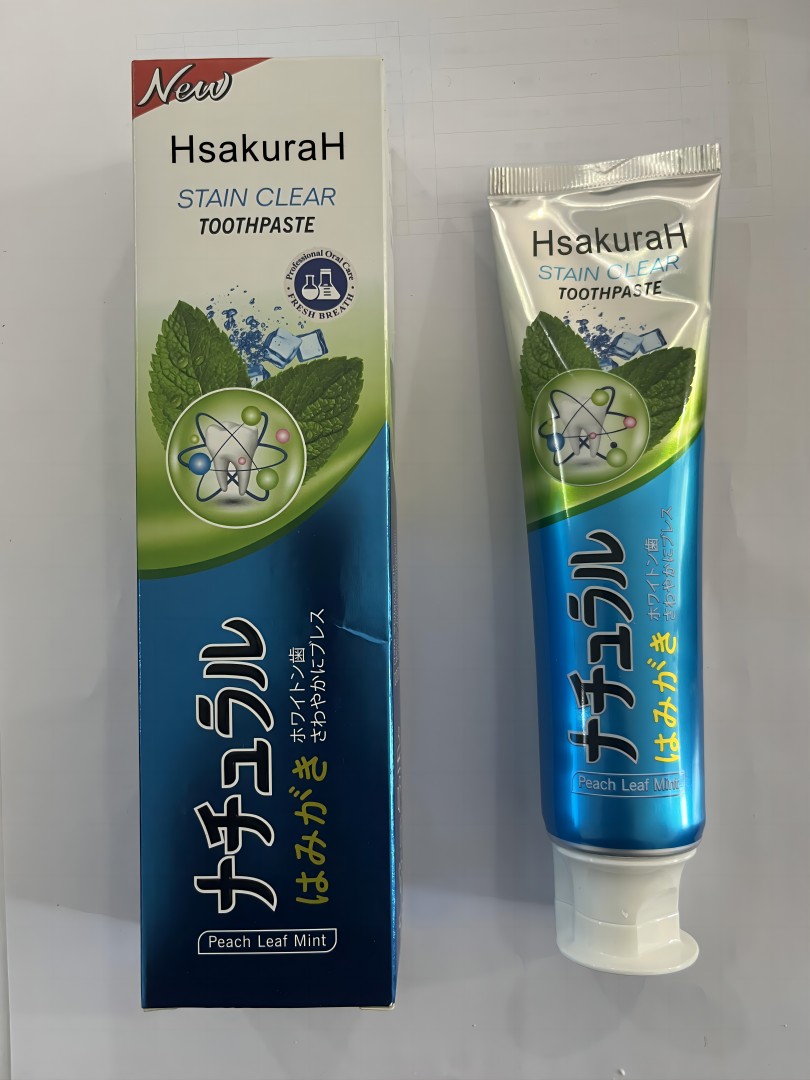 New
HsakuraH
STAIN CLEAR
TOOTHPASTE
Professional Oral Care
FRESH BREATH
ナチュラル
はみがき
ホワイトン歯
さわやかにブレス
Peach Leaf Mint
HsakuraH
STAIN CLEAR
TOOTHPASTE
ナチュラル
はみがき
ホワイトン歯
さわやかにブレス
Peach Leaf Mint